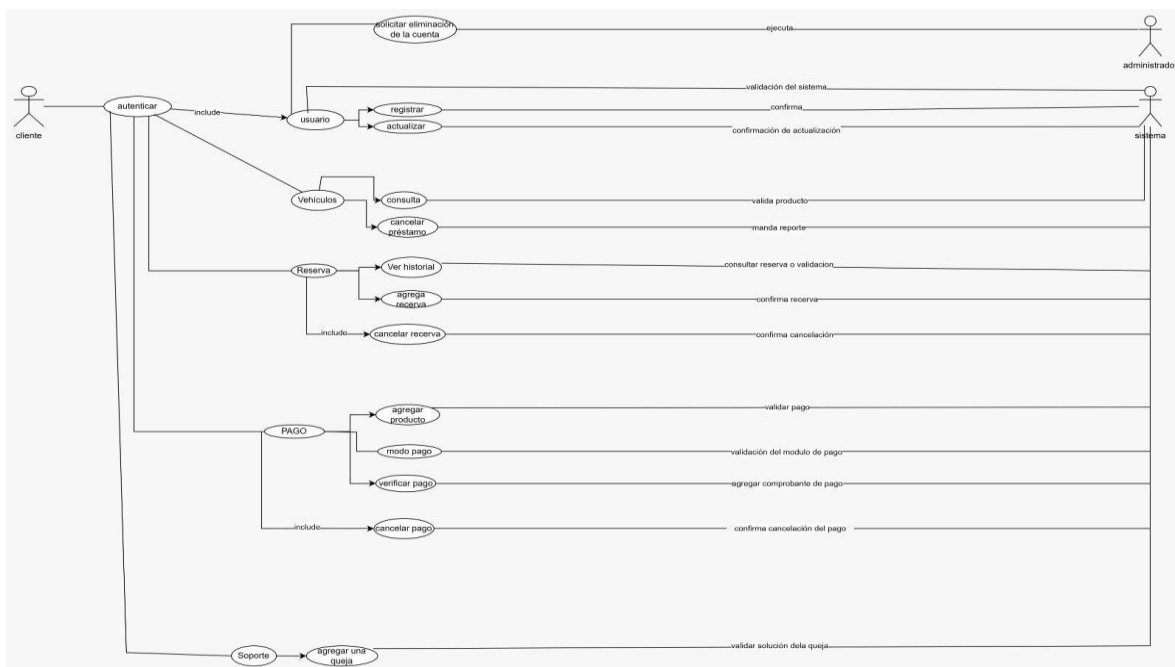 solicitar eliminación
de la cuenta
ejecuta
administrado
cliente
autenticar
include
usuario
validación del sistema
registrar
confirma
actualizar
confirmación de actualización
sistema
Vehículos
consulta
valida producto
cancelar
préstamo
manda reporte
Reserva
Ver historial
consultar reserva o validacion
agrega
recerva
confirma recerva
include
cancelar recerva
confirma cancelación
PAGO
agregar
producto
validar pago
modo pago
validación del modulo de pago
verificar pago
agregar comprobante de pago
include
cancelar pago
confirma cancelación del pago
Soporte
agregar una
queja
validar solución dela queja